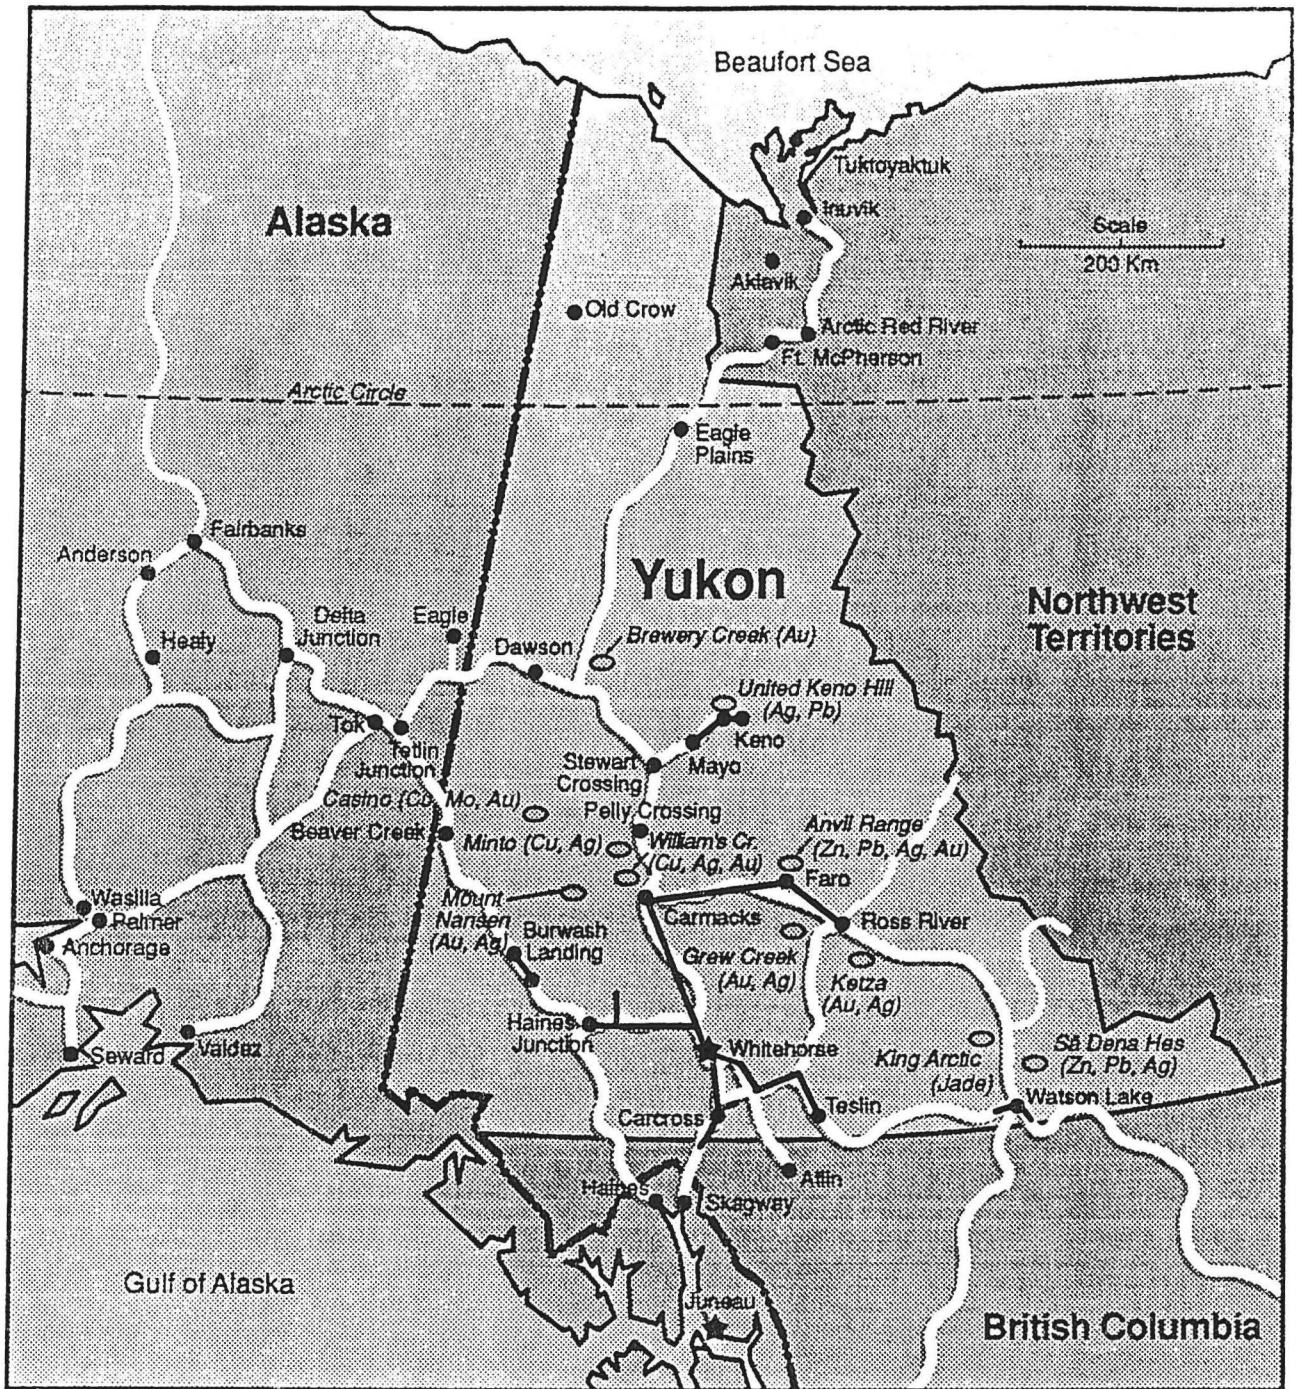 Beaufort Sea
Tuktoyaktuk
Inuvik
Alaska
Scale
200 Km
Aklavik
Old Crow
Arctic Red River
Ft. McPherson
Arctic Circle
Eagle
Plains
Fairbanks
Anderson
Yukon
Northwest
Territories
Delta
Junction
Eagle
Healy
Dawson
Brewery Creek (Au)
United Keno Hill
(Ag, Pb)
Tok
Keno
Tetlin
Junction
Stewart
Crossing
Mayo
Casino (Cu, Mo, Au)
Pelly Crossing
Beaver Creek
Minto (Cu, Ag)
William's Cr.
(Cu, Ag, Au)
Anvil Range
(Zn, Pb, Ag, Au)
Faro
Wasilla
Palmer
Anchorage
Mount
Nansen
(Au, Ag)
Burwash
Landing
Carmacks
Ross River
Grew Creek
(Au, Ag)
Ketza
(Au, Ag)
Haines
Junction
Seward
Valdez
Whitehorse
King Arctic
(Jade)
Sä Dena Hes
(Zn, Pb, Ag)
Carcross
Teslin
Watson Lake
Atlin
Haines
Skagway
Gulf of Alaska
Juneau
British Columbia